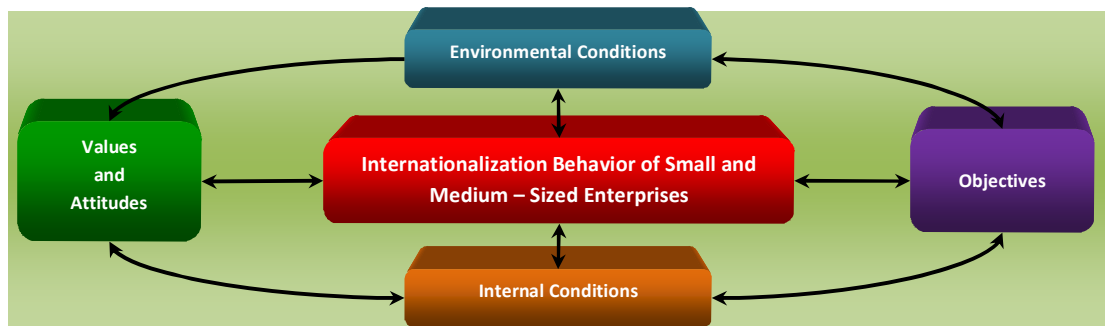 Environmental Conditions
Values
and
Attitudes
Internationalization Behavior of Small and
Medium – Sized Enterprises
Objectives
Internal Conditions